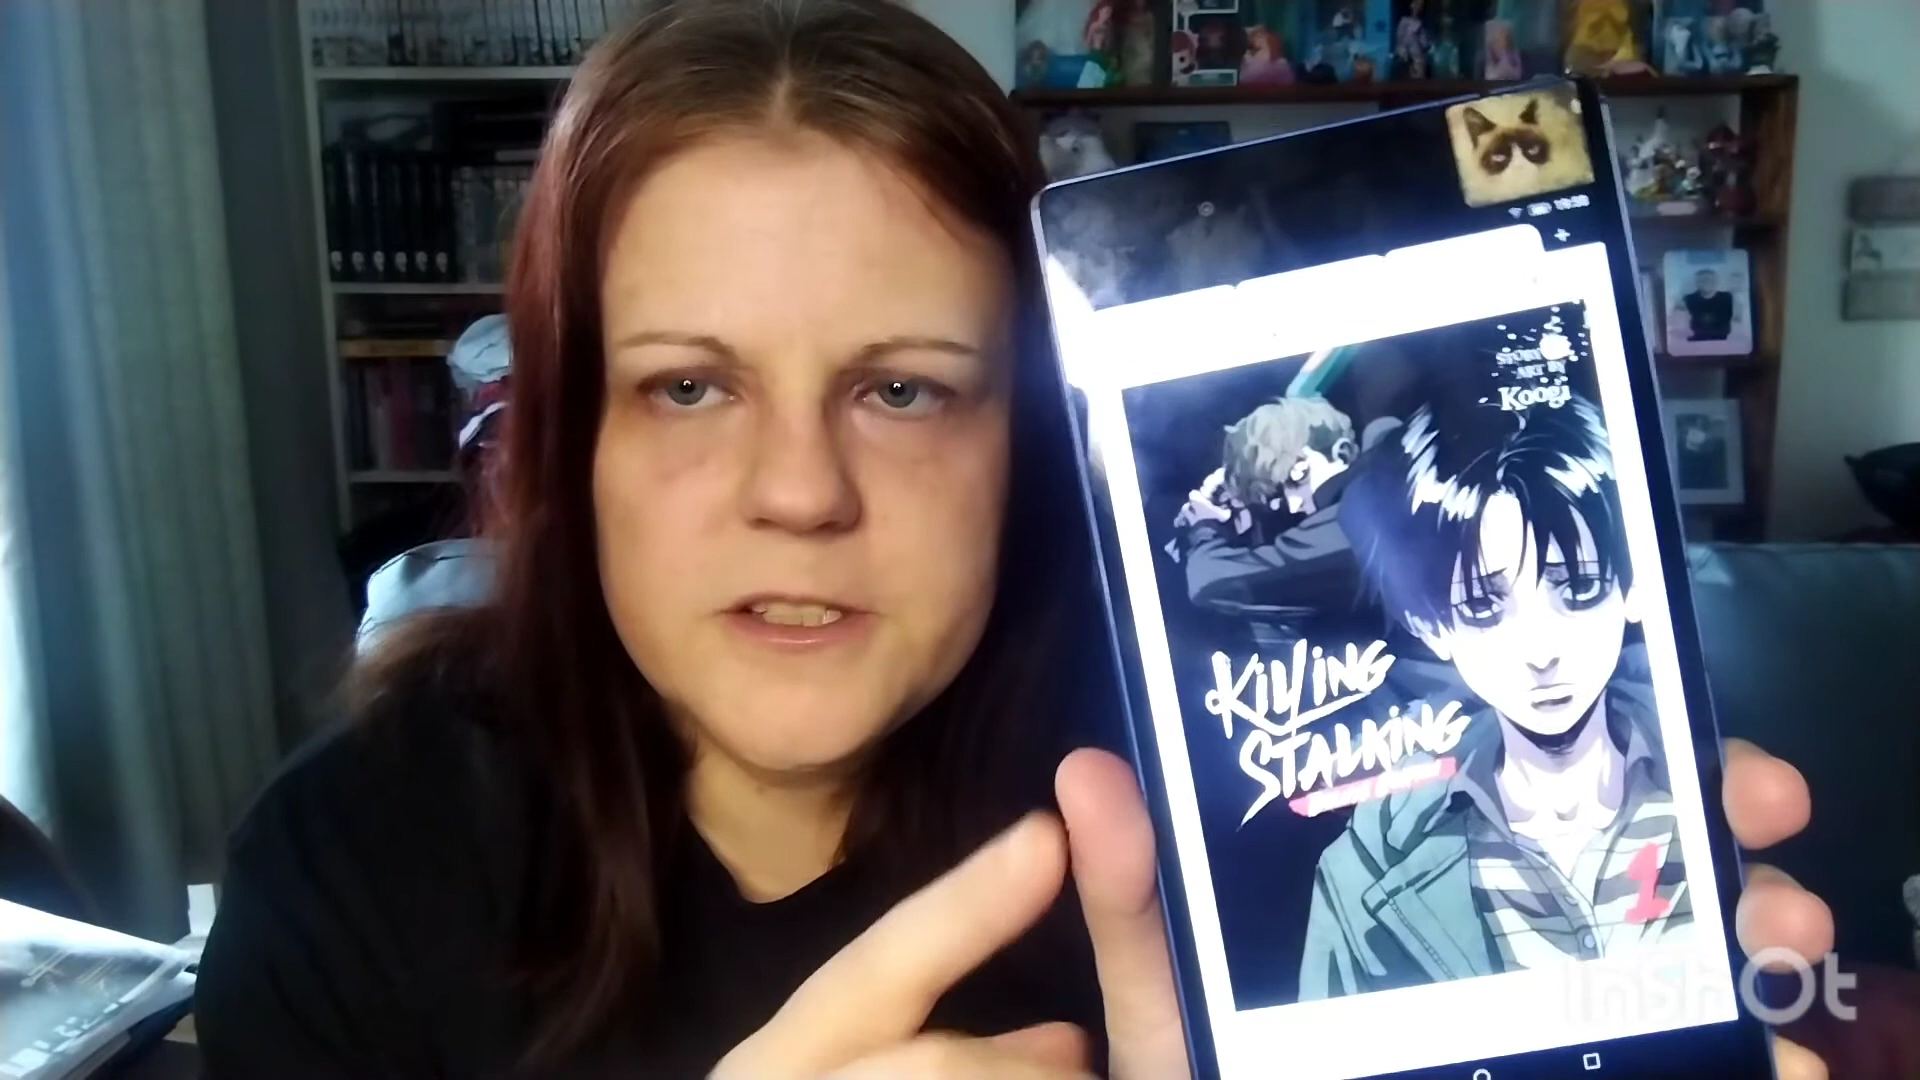 STORY &
ART BY
Koogi
KILLING
STALKING
1
InShOt